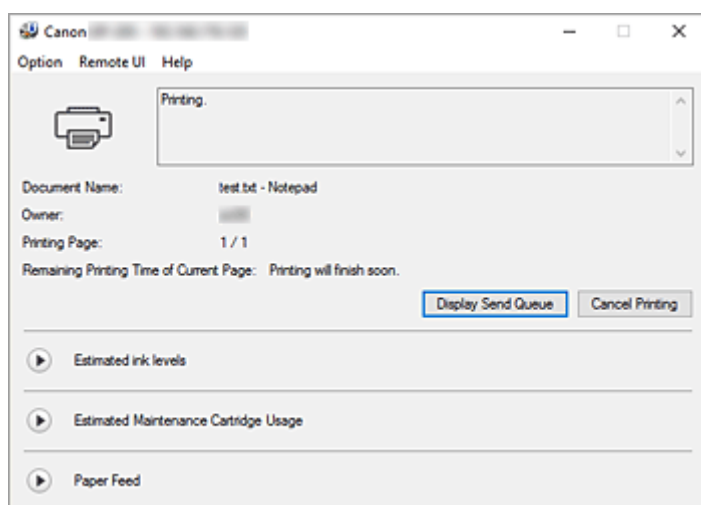 Canon
Option Remote UI Help
Printing.
Document Name: test.txt - Notepad
Owner:
Printing Page: 1 / 1
Remaining Printing Time of Current Page: Printing will finish soon.
Display Send Queue Cancel Printing
Estimated ink levels
Estimated Maintenance Cartridge Usage
Paper Feed